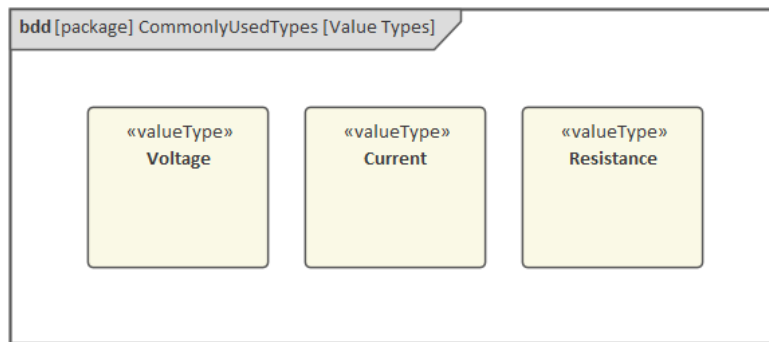 bdd [package] CommonlyUsedTypes [Value Types]
«valueType» «valueType» «valueType»
Voltage Current Resistance